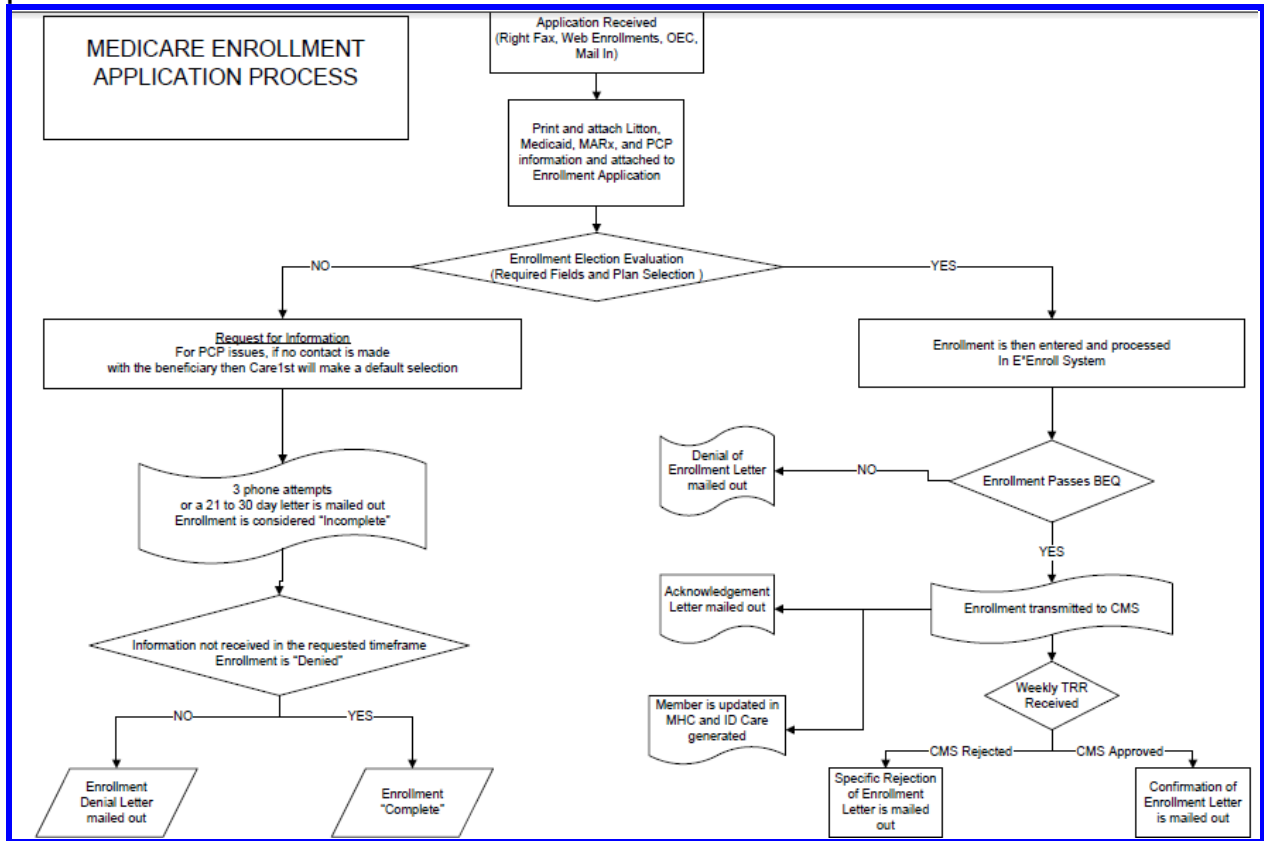 MEDICARE ENROLLMENT
APPLICATION PROCESS
Application Received
(Right Fax, Web Enrollments, OEC,
Mail In)
Print and attach Litton,
Medicaid, MARx, and PCP
information and attached to
Enrollment Application
Enrollment Election Evaluation
(Required Fields and Plan Selection )
NO
YES
Request for Information
For PCP issues, if no contact is made
with the beneficiary then Care1st will make a default selection
Enrollment is then entered and processed
In E*Enroll System
3 phone attempts
or a 21 to 30 day letter is mailed out
Enrollment is considered "Incomplete"
Denial of
Enrollment Letter
mailed out
NO
Enrollment Passes BEQ
YES
Acknowledgement
Letter mailed out
Enrollment transmitted to CMS
Information not received in the requested timeframe
Enrollment is "Denied"
Weekly TRR
Received
Member is updated in
MHC and ID Care
generated
NO
YES
CMS Rejected
CMS Approved
Enrollment
Denial Letter
mailed out
Enrollment
"Complete"
Specific Rejection
of Enrollment
Letter is mailed
out
Confirmation of
Enrollment Letter
is mailed out